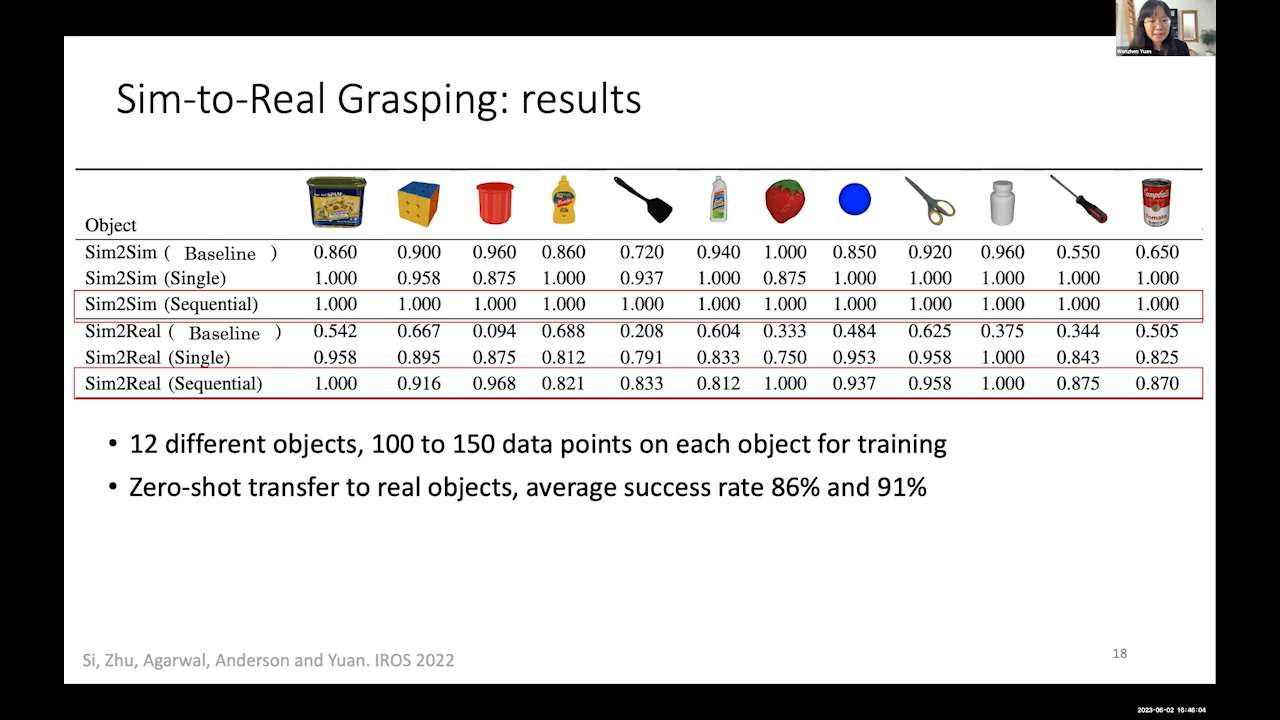 Wenzhen Yuan
Sim-to-Real Grasping: results
Object
Sim2Sim ( Baseline ) 0.860 0.900 0.960 0.860 0.720 0.940 1.000 0.850 0.920 0.960 0.550 0.650
Sim2Sim (Single) 1.000 0.958 0.875 1.000 0.937 1.000 0.875 1.000 1.000 1.000 1.000 1.000
Sim2Sim (Sequential) 1.000 1.000 1.000 1.000 1.000 1.000 1.000 1.000 1.000 1.000 1.000 1.000
Sim2Real ( Baseline ) 0.542 0.667 0.094 0.688 0.208 0.604 0.333 0.484 0.625 0.375 0.344 0.505
Sim2Real (Single) 0.958 0.895 0.875 0.812 0.791 0.833 0.750 0.953 0.958 1.000 0.843 0.825
Sim2Real (Sequential) 1.000 0.916 0.968 0.821 0.833 0.812 1.000 0.937 0.958 1.000 0.875 0.870
• 12 different objects, 100 to 150 data points on each object for training
• Zero-shot transfer to real objects, average success rate 86% and 91%
Si, Zhu, Agarwal, Anderson and Yuan. IROS 2022
18
2023-06-02 16:46:04